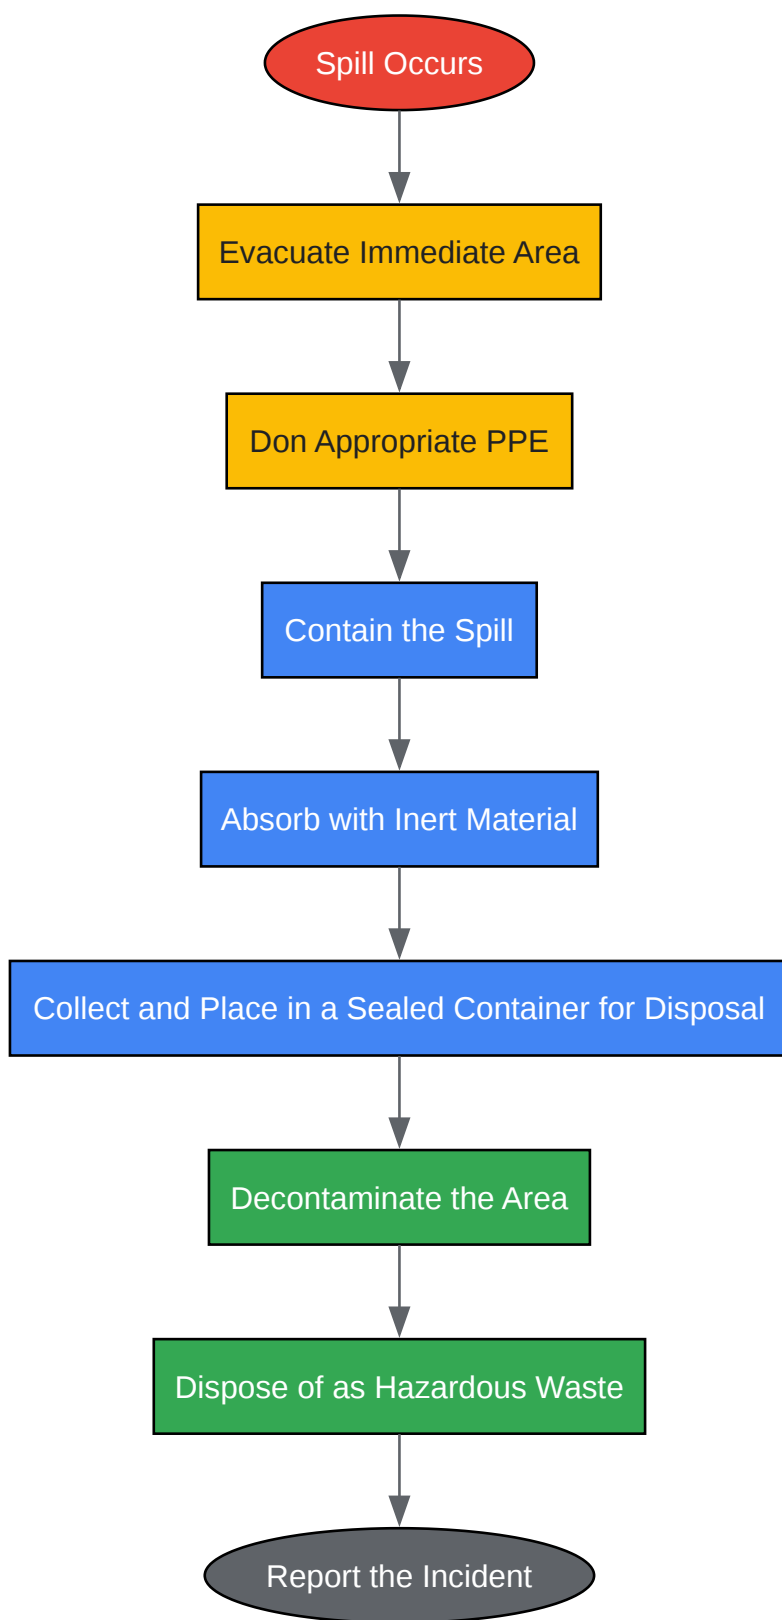 Spill Occurs
Evacuate Immediate Area
Don Appropriate PPE
Contain the Spill
Absorb with Inert Material
Collect and Place in a Sealed Container for Disposal
Decontaminate the Area
Dispose of as Hazardous Waste
Report the Incident